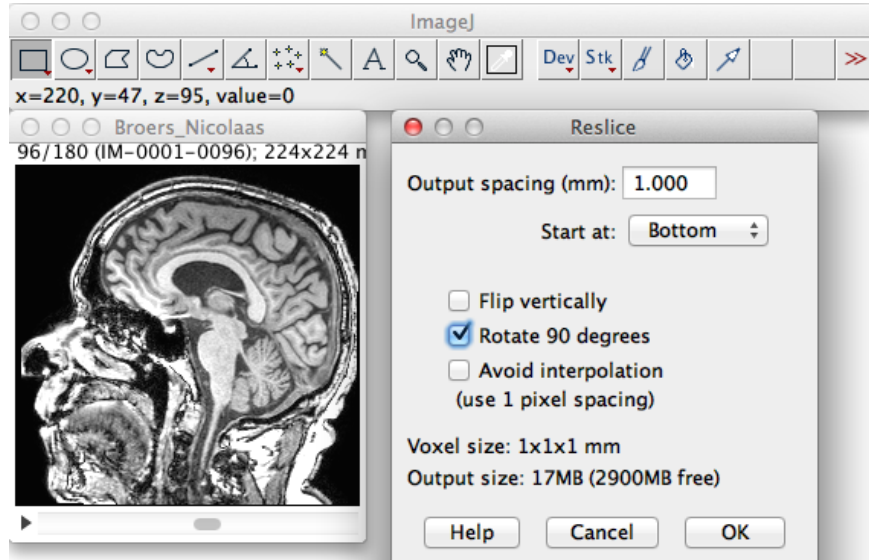 ImageJ
A Dev Stk >>
x=220, y=47, z=95, value=0
Broers_Nicolaas
96/180 (IM-0001-0096); 224x224 m
Reslice
Output spacing (mm): 1.000
Start at: Bottom
Flip vertically
Rotate 90 degrees
Avoid interpolation
(use 1 pixel spacing)
Voxel size: 1x1x1 mm
Output size: 17MB (2900MB free)
Help Cancel OK